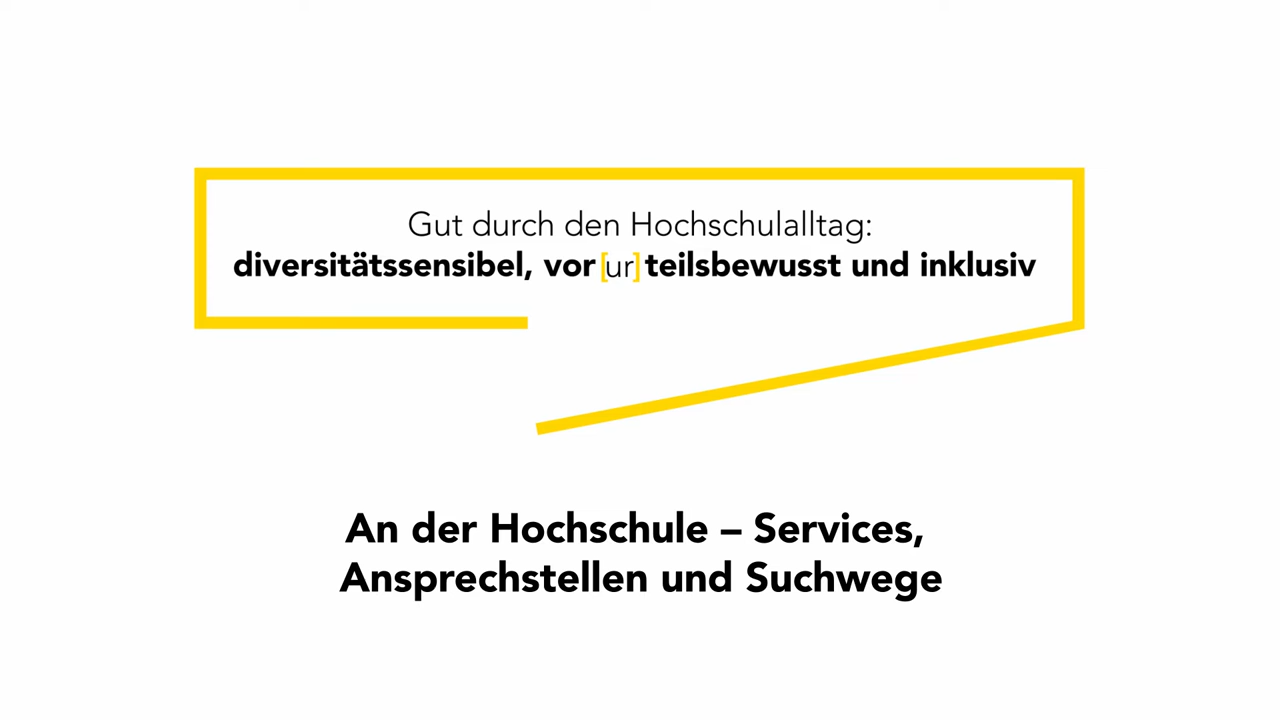 Gut durch den Hochschulalltag:
diversitätssensibel, vor[ur]teilsbewusst und inklusiv
An der Hochschule – Services,
Ansprechstellen und Suchwege